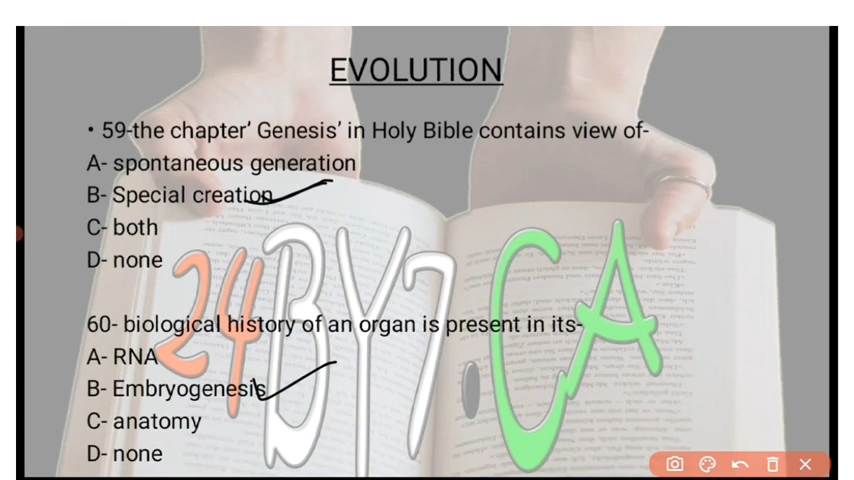 EVOLUTION
• 59-the chapter' Genesis' in Holy Bible contains view of-
A- spontaneous generation
B- Special creation
C- both
D- none
60- biological history of an organ is present in its-
A- RNA
B- Embryogenesis
C- anatomy
D- none
24BY7.CA